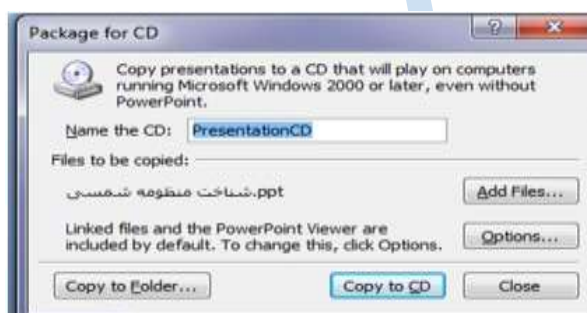 Package for CD
Copy presentations to a CD that will play on computers
running Microsoft Windows 2000 or later, even without
PowerPoint.
Name the CD: PresentationCD
Files to be copied:
شناخت منظومه شمسی.ppt
Add Files...
Linked files and the PowerPoint Viewer are
included by default. To change this, click Options.
Options...
Copy to Folder... Copy to CD Close